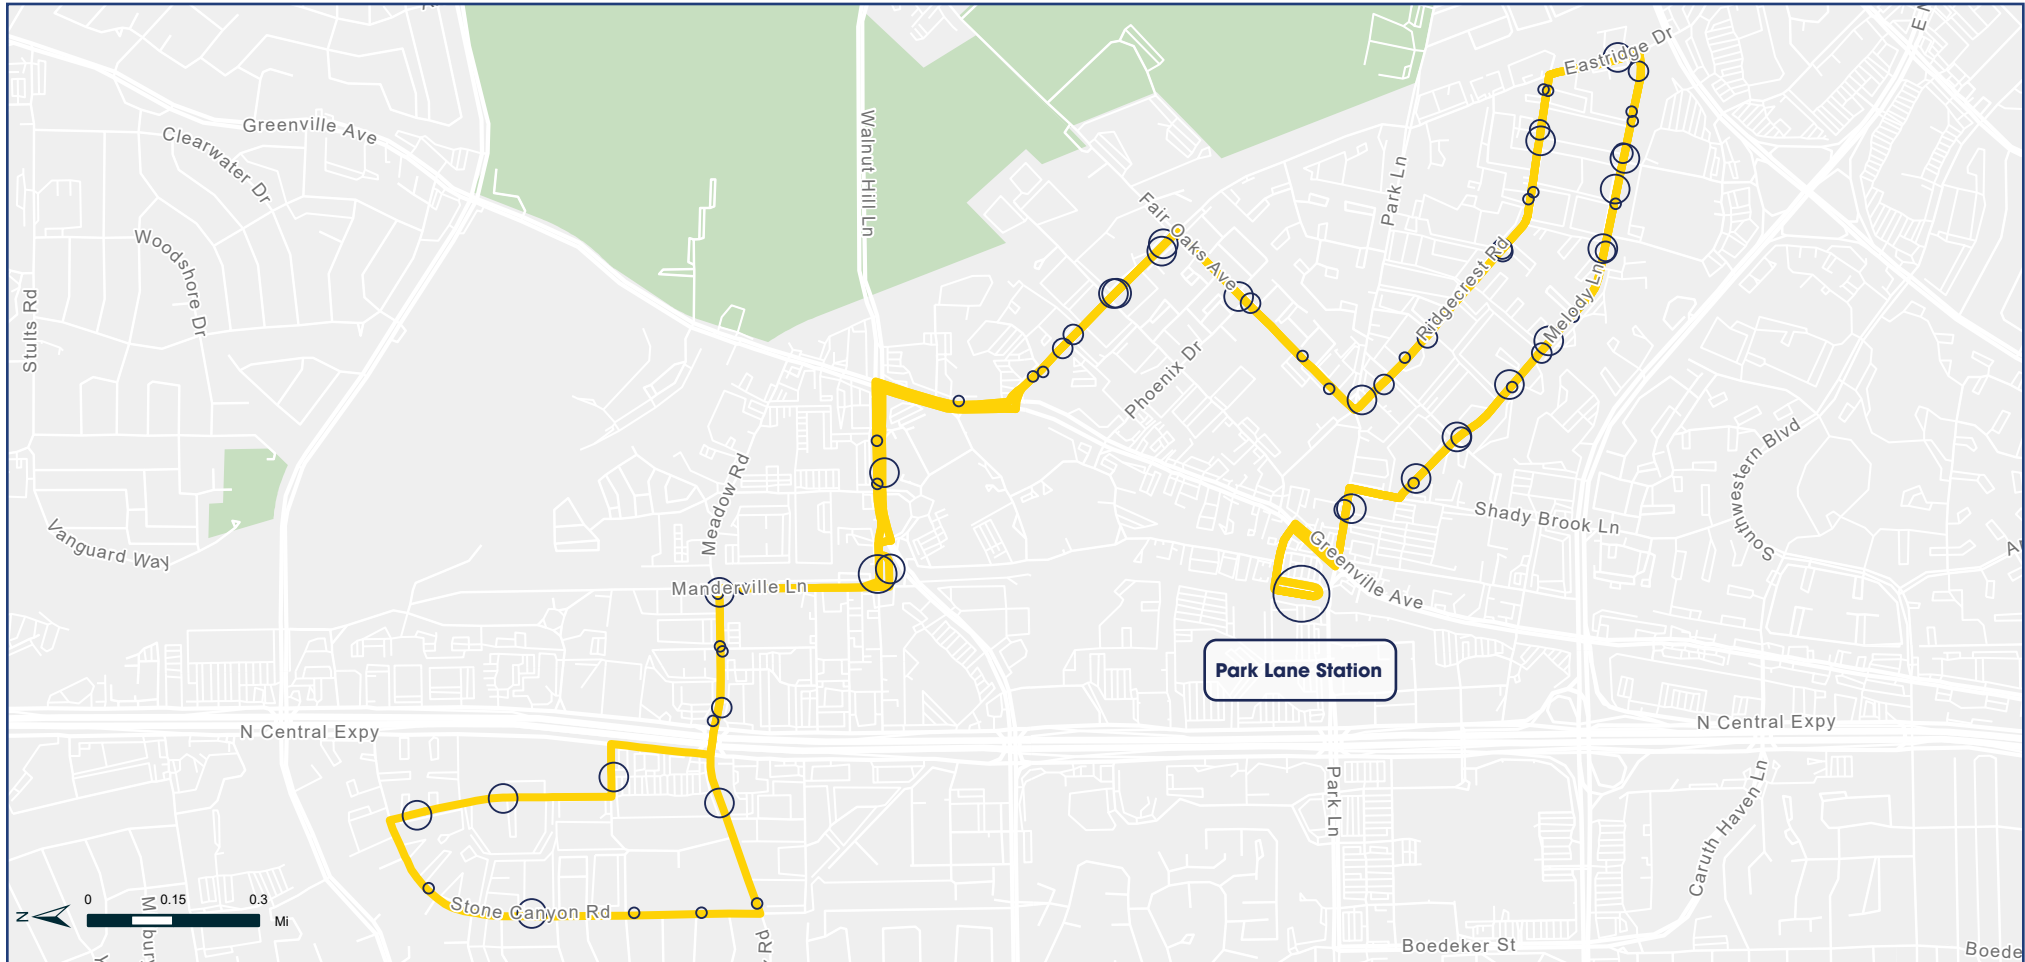 Eastridge Dr
Greenville Ave
Clearwater Dr
Walnut Hill Ln
Park Ln
Fair Oaks Ave
Woodshore Dr
Ridgecrest Rd
Stults Rd
Melody Ln
Phoenix Dr
Southwestern Blvd
Meadow Rd
Shady Brook Ln
Vanguard Way
Greenville Ave
Manderville Ln
Park Lane Station
N Central Expy
N Central Expy
Park Ln
Caruth Haven Ln
0 0.15 0.3
Mi
N
Stone Canyon Rd
Boedeker St
Boede